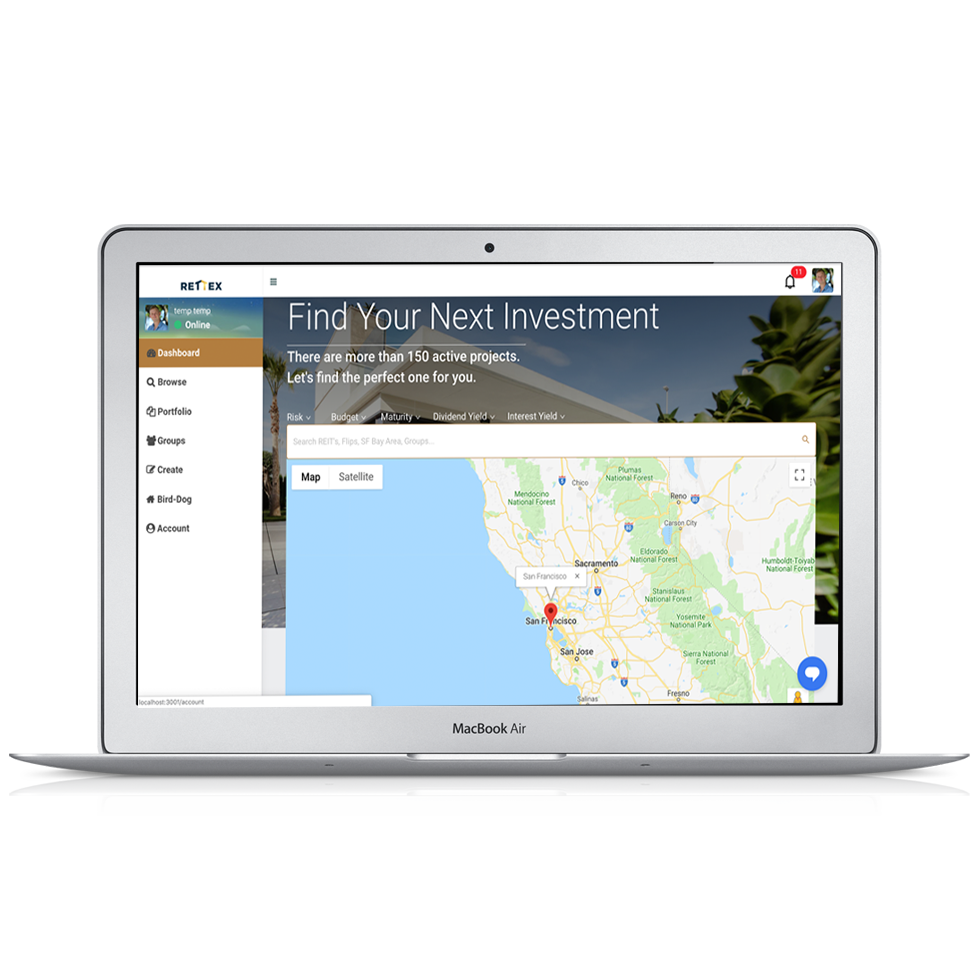 RETTEX
11
temp temp
Online
Dashboard
Browse
Portfolio
Groups
Create
Bird-Dog
Account
localhost:3001/account
Find Your Next Investment
There are more than 150 active projects.
Let's find the perfect one for you.
Risk Budget Maturity Dividend Yield Interest Yield
Search REIT's, Flips, SF Bay Area, Groups...
Map Satellite
Plumas
National Forest
Chico
Mendocino
National Forest
Reno
Carson City
Eldorado
National Forest
Humboldt-Toiyab
National Forest
Sacramento
San Francisco
Stanislaus
National Forest
San Francisco
Yosemite
National Park
San Jose
Sierra National
Forest
Salinas
Fresno
MacBook Air